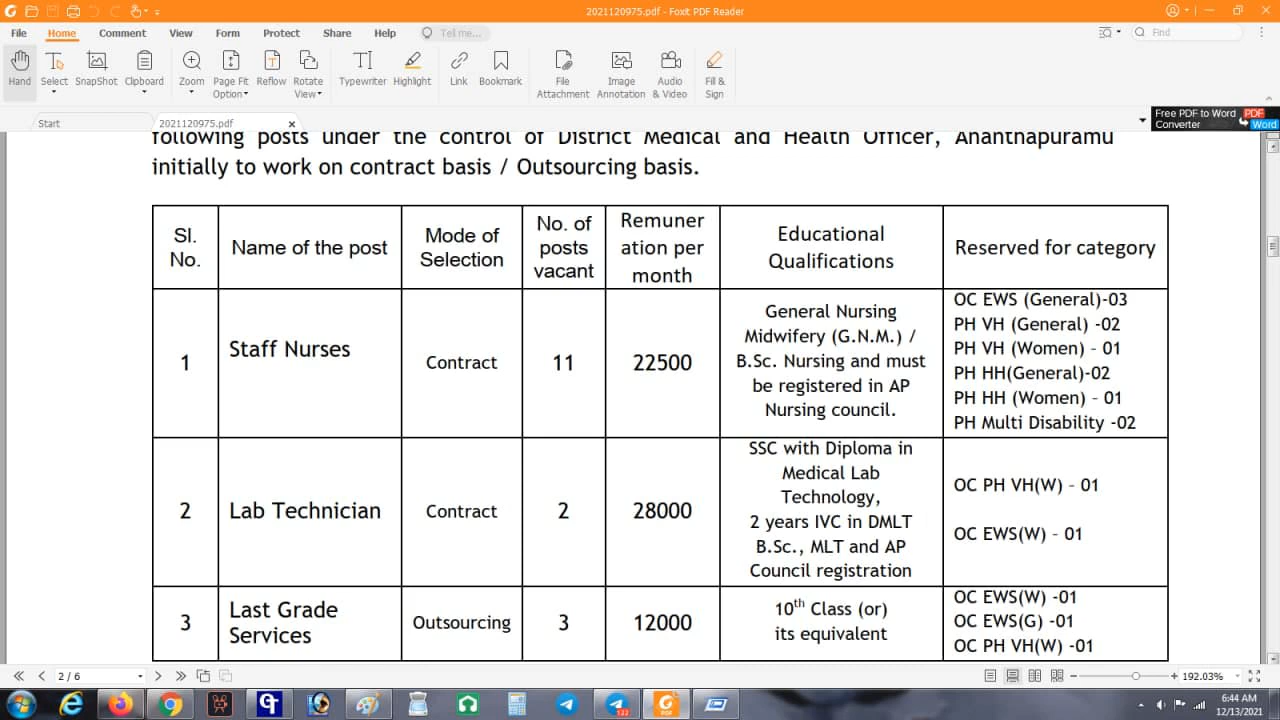 2021120975.pdf - Foxit PDF Reader
File Home Comment View Form Protect Share Help Tell me... Find
Hand Select SnapShot Clipboard Zoom Page Fit Option Reflow Rotate View Typewriter Highlight Link Bookmark File Attachment Image Annotation Audio & Video Fill & Sign
Start 2021120975.pdf
Free PDF to Word Converter PDF Word
following posts under the control of District Medical and Health Officer, Ananthapuramu
initially to work on contract basis / Outsourcing basis.
Sl. No.
Name of the post
Mode of Selection
No. of posts vacant
Remuner ation per month
Educational Qualifications
Reserved for category
1
Staff Nurses
Contract
11
22500
General Nursing
Midwifery (G.N.M.) /
B.Sc. Nursing and must
be registered in AP
Nursing council.
OC EWS (General)-03
PH VH (General) -02
PH VH (Women) – 01
PH HH(General)-02
PH HH (Women) – 01
PH Multi Disability -02
2
Lab Technician
Contract
2
28000
SSC with Diploma in
Medical Lab
Technology,
2 years IVC in DMLT
B.Sc., MLT and AP
Council registration
OC PH VH(W) – 01
OC EWS(W) – 01
3
Last Grade
Services
Outsourcing
3
12000
10th Class (or)
its equivalent
OC EWS(W) -01
OC EWS(G) -01
OC PH VH(W) -01
2 / 6
192.03%
122
PDF
6:44 AM
12/13/2021